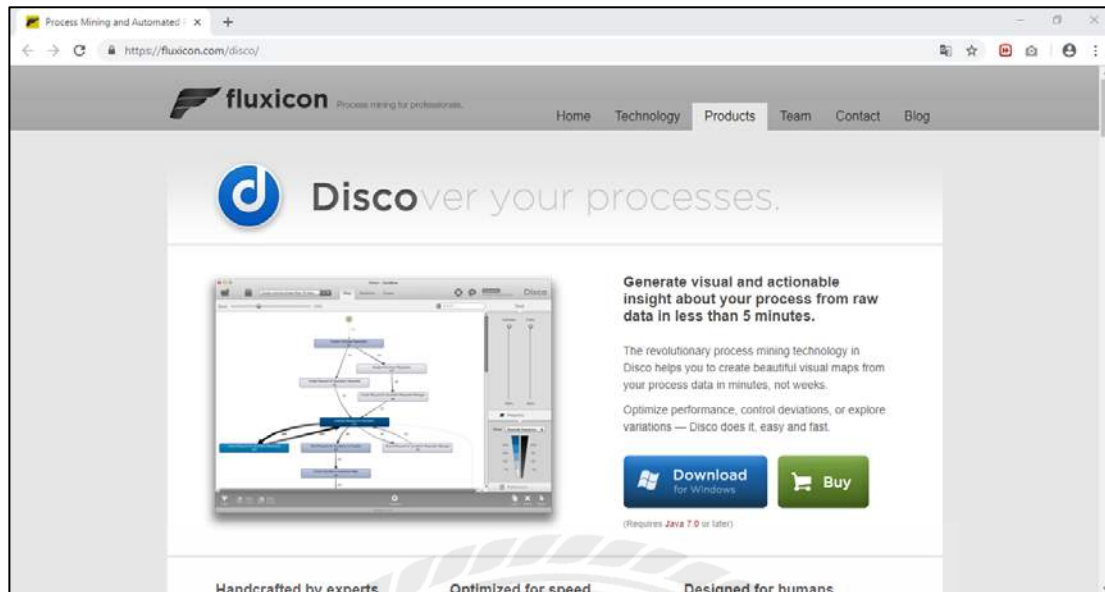 Process Mining and Automated
https://fluxicon.com/disco/
fluxicon Process mining for professionals.
Home Technology Products Team Contact Blog
Discover your processes.
Disco
Generate visual and actionable
insight about your process from raw
data in less than 5 minutes.
The revolutionary process mining technology in
Disco helps you to create beautiful visual maps from
your process data in minutes, not weeks.
Optimize performance, control deviations, or explore
variations — Disco does it, easy and fast.
Download
for Windows
Buy
(Requires Java 7.0 or later)
Handcrafted by experts Optimized for speed Designed for humans